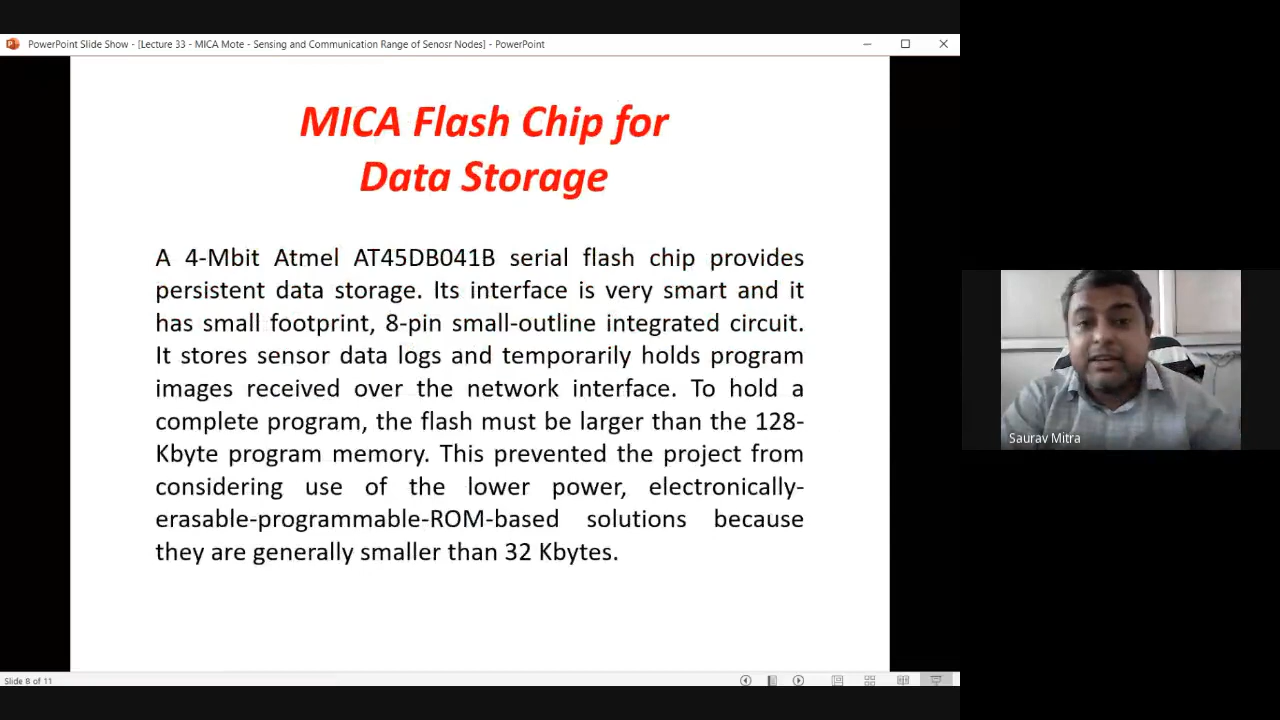 PowerPoint Slide Show - [Lecture 33 - MICA Mote - Sensing and Communication Range of Senosr Nodes] - PowerPoint
MICA Flash Chip for
Data Storage
A 4-Mbit Atmel AT45DB041B serial flash chip provides
persistent data storage. Its interface is very smart and it
has small footprint, 8-pin small-outline integrated circuit.
It stores sensor data logs and temporarily holds program
images received over the network interface. To hold a
complete program, the flash must be larger than the 128-
Kbyte program memory. This prevented the project from
considering use of the lower power, electronically-
erasable-programmable-ROM-based solutions because
they are generally smaller than 32 Kbytes.
Saurav Mitra
Slide 8 of 11